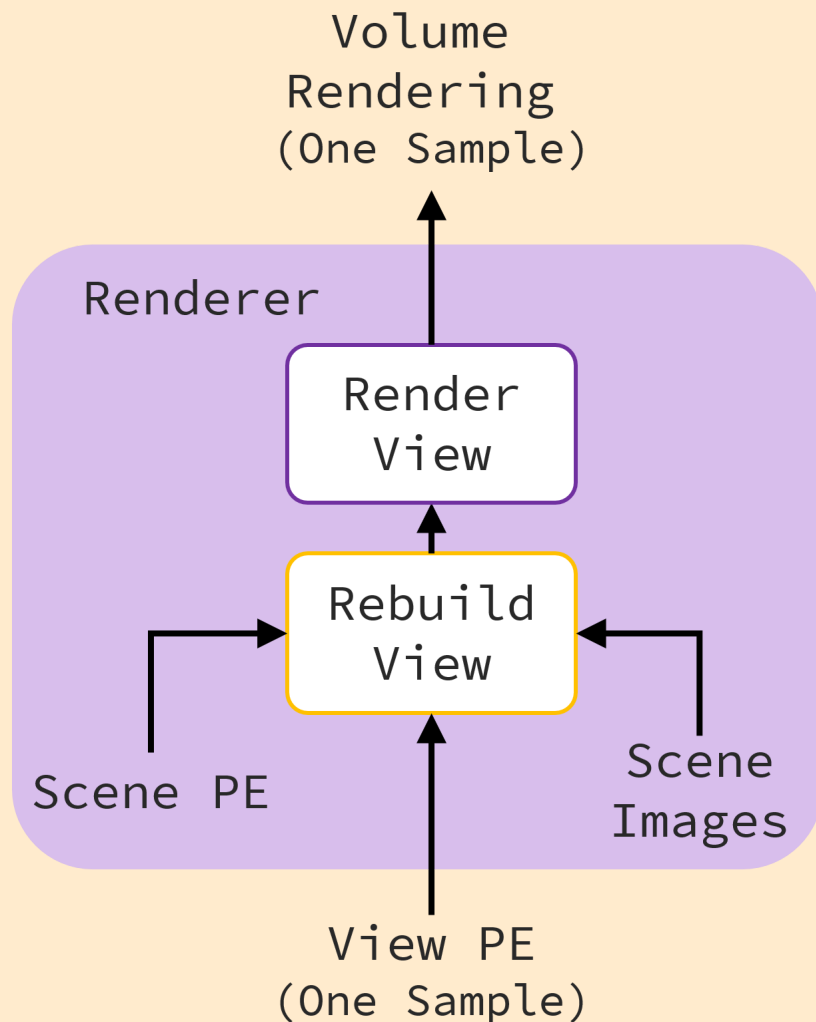 Volume
Rendering
(One Sample)
Renderer
Render
View
Rebuild
View
Scene PE
Scene
Images
View PE
(One Sample)